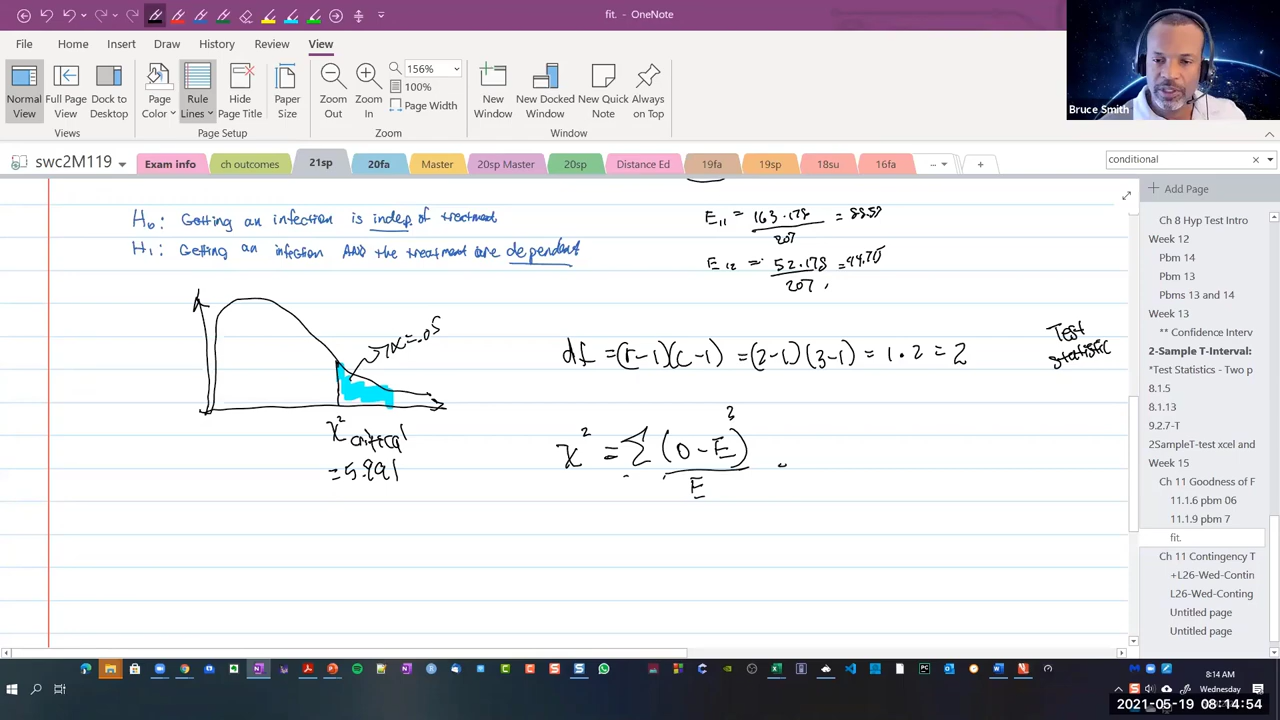 fit. - OneNote
File Home Insert Draw History Review View
Normal View
Full Page View
Dock to Desktop
Views
Page Color
Rule Lines
Hide Page Title
Paper Size
Page Setup
Zoom Out
Zoom In
156%
100%
Page Width
Zoom
New Window
New Docked Window
New Quick Note
Always on Top
Window
Bruce Smith
swc2M119
Exam info ch outcomes 21sp 20fa Master 20sp Master 20sp Distance Ed 19fa 19sp 18su 16fa ...
conditional
Add Page
Ch 8 Hyp Test Intro
Week 12
Pbm 14
Pbm 13
Pbms 13 and 14
Week 13
** Confidence Interv
2-Sample T-Interval:
*Test Statistics - Two p
8.1.5
8.1.13
9.2.7-T
2SampleT-test xcel and
Week 15
Ch 11 Goodness of F
11.1.6 pbm 06
11.1.9 pbm 7
fit.
Ch 11 Contingency T
+L26-Wed-Contin
L26-Wed-Conting
Untitled page
Untitled page
H₀: Getting an infection is indep. of treatment
H₁: Getting an infection AND the treatment are dependent
E₁₁ = 163.178 / 207 = 88.58
E₁₂ = 52.178 / 207 = 44.70
α=.05
χ² critical
= 5.991
df = (r-1)(c-1) = (2-1)(3-1) = 1 · 2 = 2
Test
statistic
χ² = Σ (O-E)² / E =
8:14 AM
Wednesday
2021-05-19 08:14:54